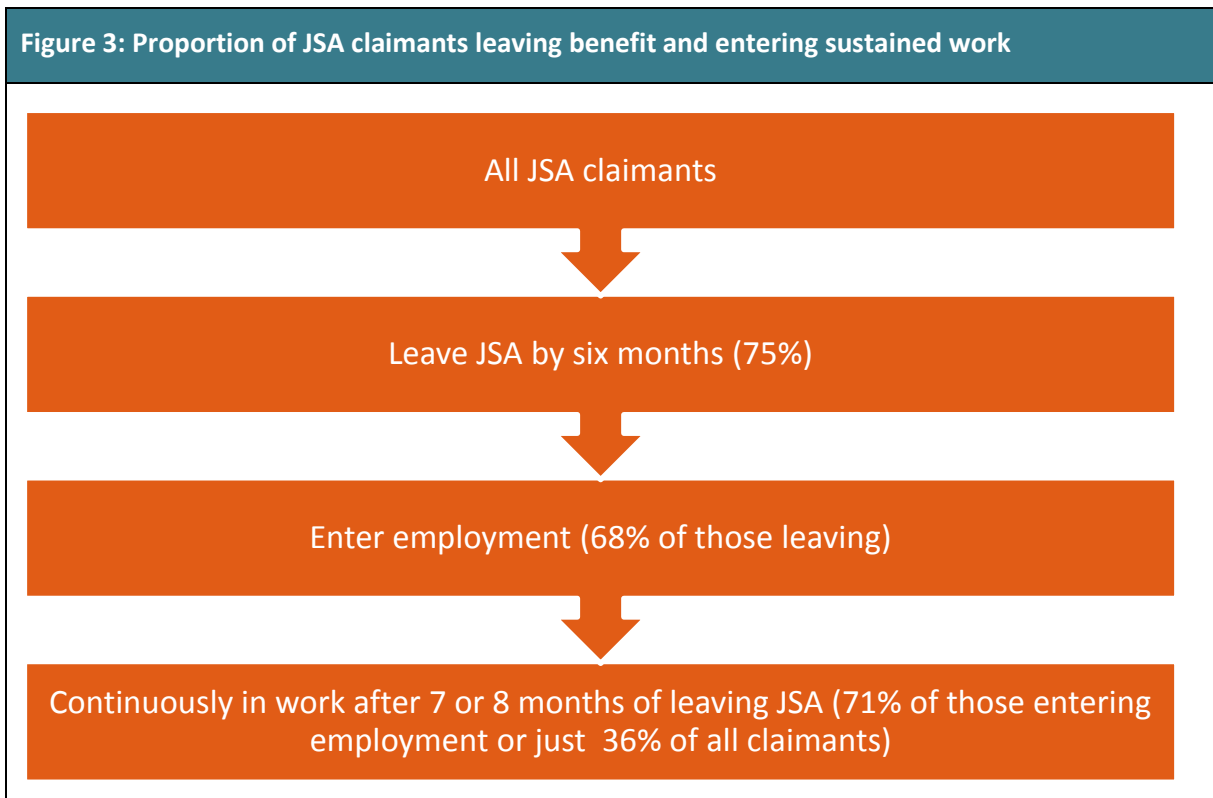 Figure 3: Proportion of JSA claimants leaving benefit and entering sustained work
All JSA claimants
Leave JSA by six months (75%)
Enter employment (68% of those leaving)
Continuously in work after 7 or 8 months of leaving JSA (71% of those entering
employment or just  36% of all claimants)